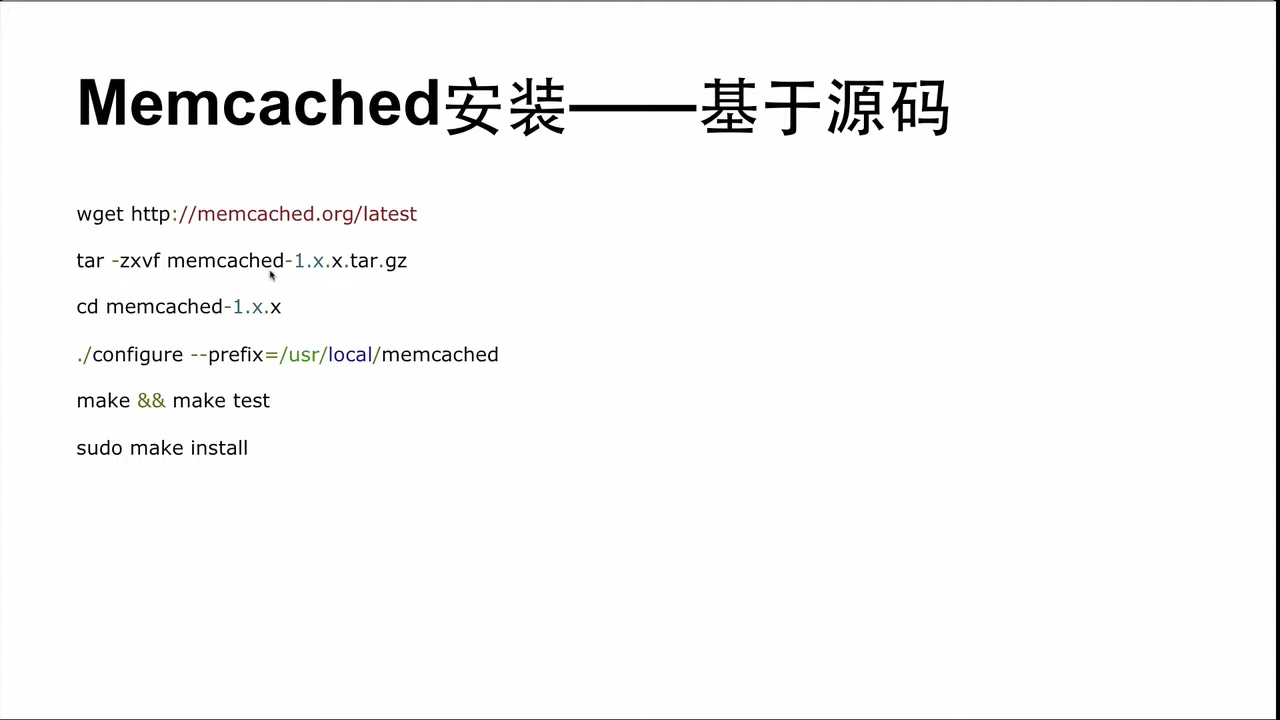 Memcached安装——基于源码
wget http://memcached.org/latest
tar -zxvf memcached-1.x.x.tar.gz
cd memcached-1.x.x
./configure --prefix=/usr/local/memcached
make && make test
sudo make install